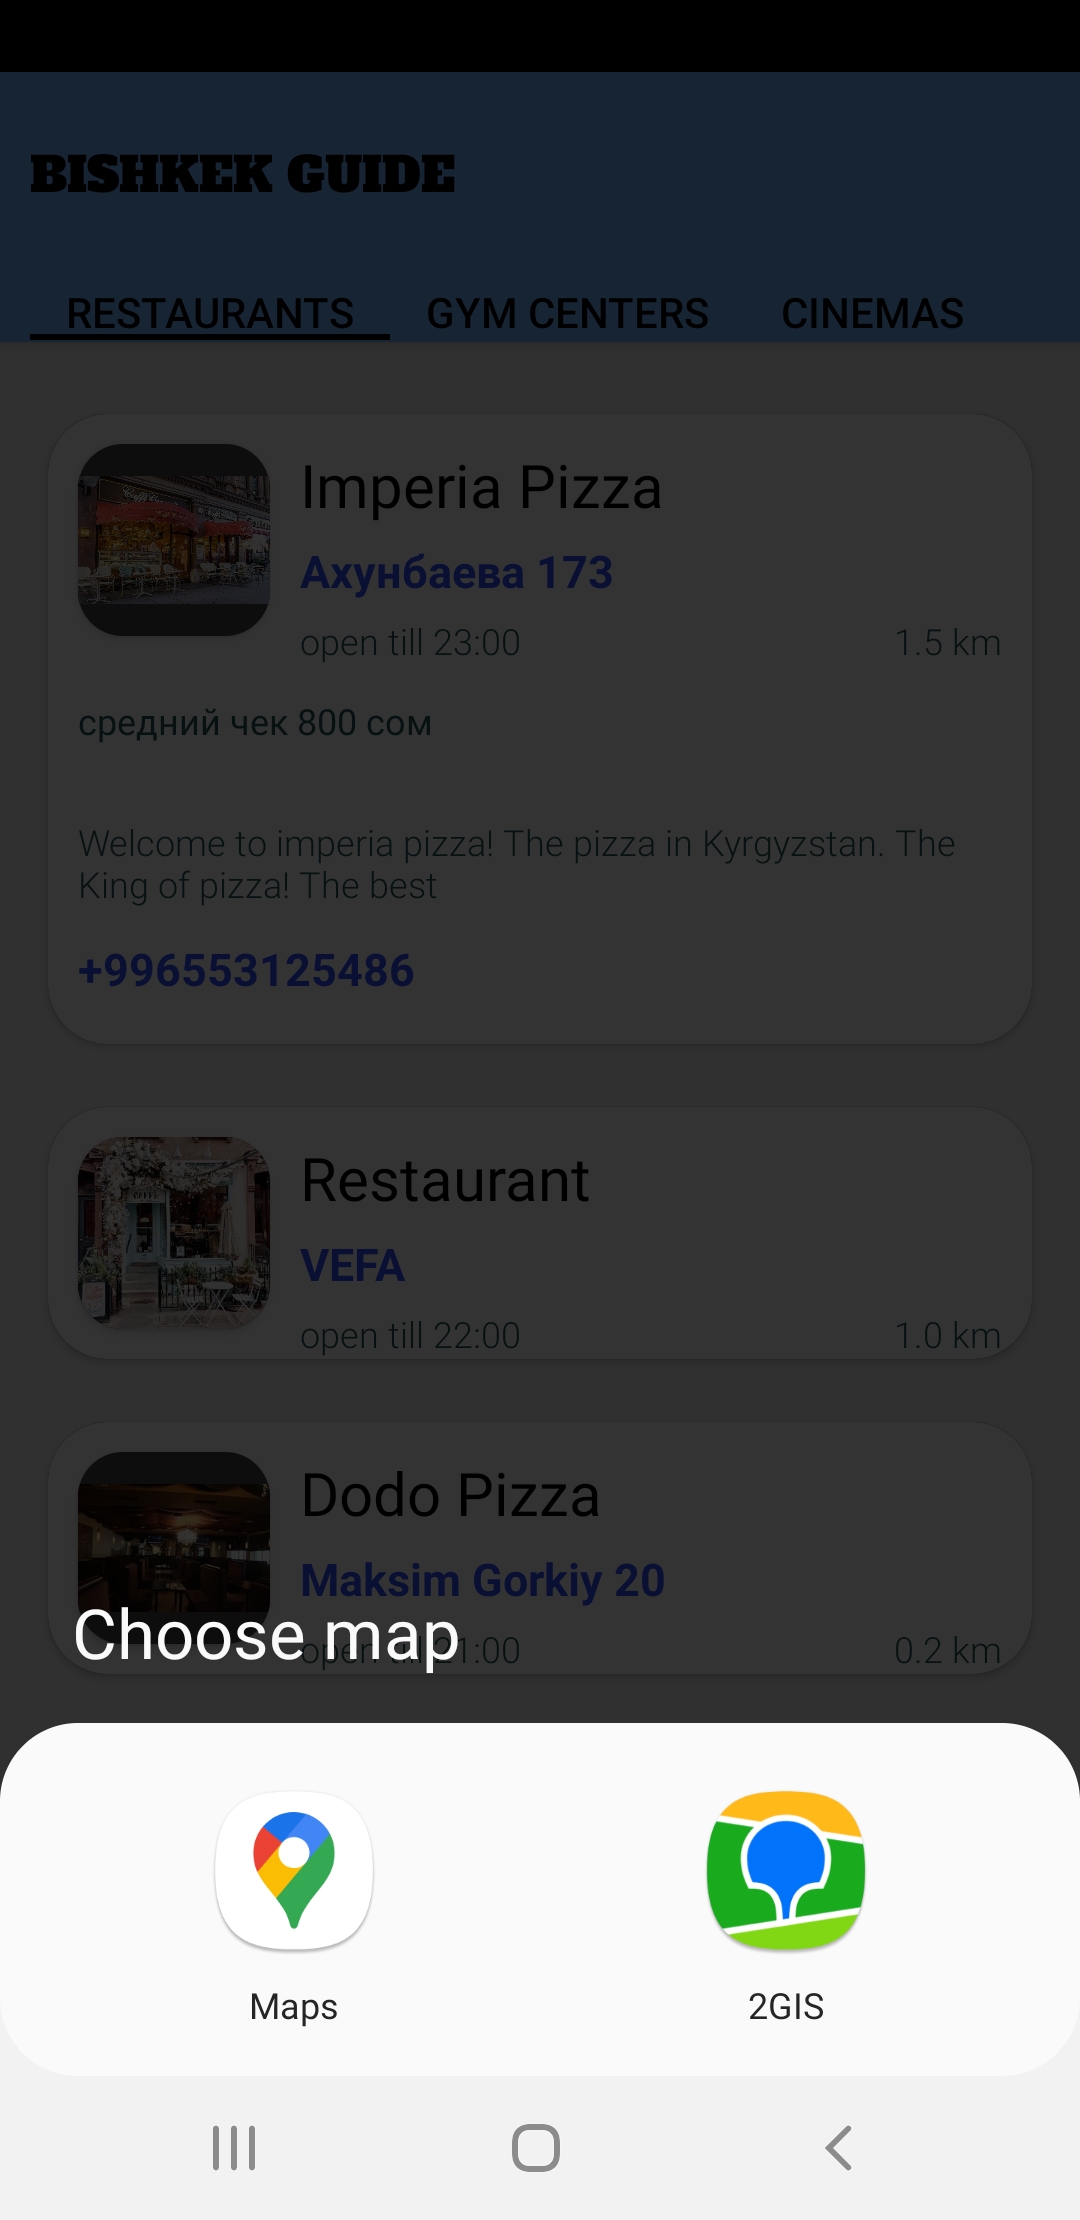 BISHKEK GUIDE
RESTAURANTS GYM CENTERS CINEMAS
Imperia Pizza
Ахунбаева 173
open till 23:00 1.5 km
средний чек 800 сом
Welcome to imperia pizza! The pizza in Kyrgyzstan. The
King of pizza! The best
+996553125486
Restaurant
VEFA
open till 22:00 1.0 km
Dodo Pizza
Maksim Gorkiy 20
open till 21:00 0.2 km
Choose map
Maps 2GIS